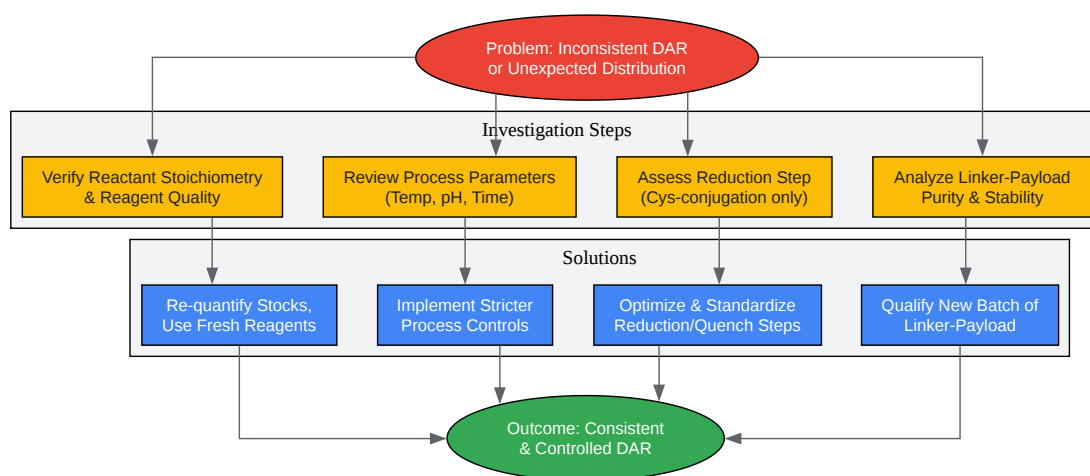 Problem: Inconsistent DAR
or Unexpected Distribution
Investigation Steps
Verify Reactant Stoichiometry
& Reagent Quality
Review Process Parameters
(Temp, pH, Time)
Assess Reduction Step
(Cys-conjugation only)
Analyze Linker-Payload
Purity & Stability
Solutions
Re-quantify Stocks,
Use Fresh Reagents
Implement Stricter
Process Controls
Optimize & Standardize
Reduction/Quench Steps
Qualify New Batch of
Linker-Payload
Outcome: Consistent
& Controlled DAR